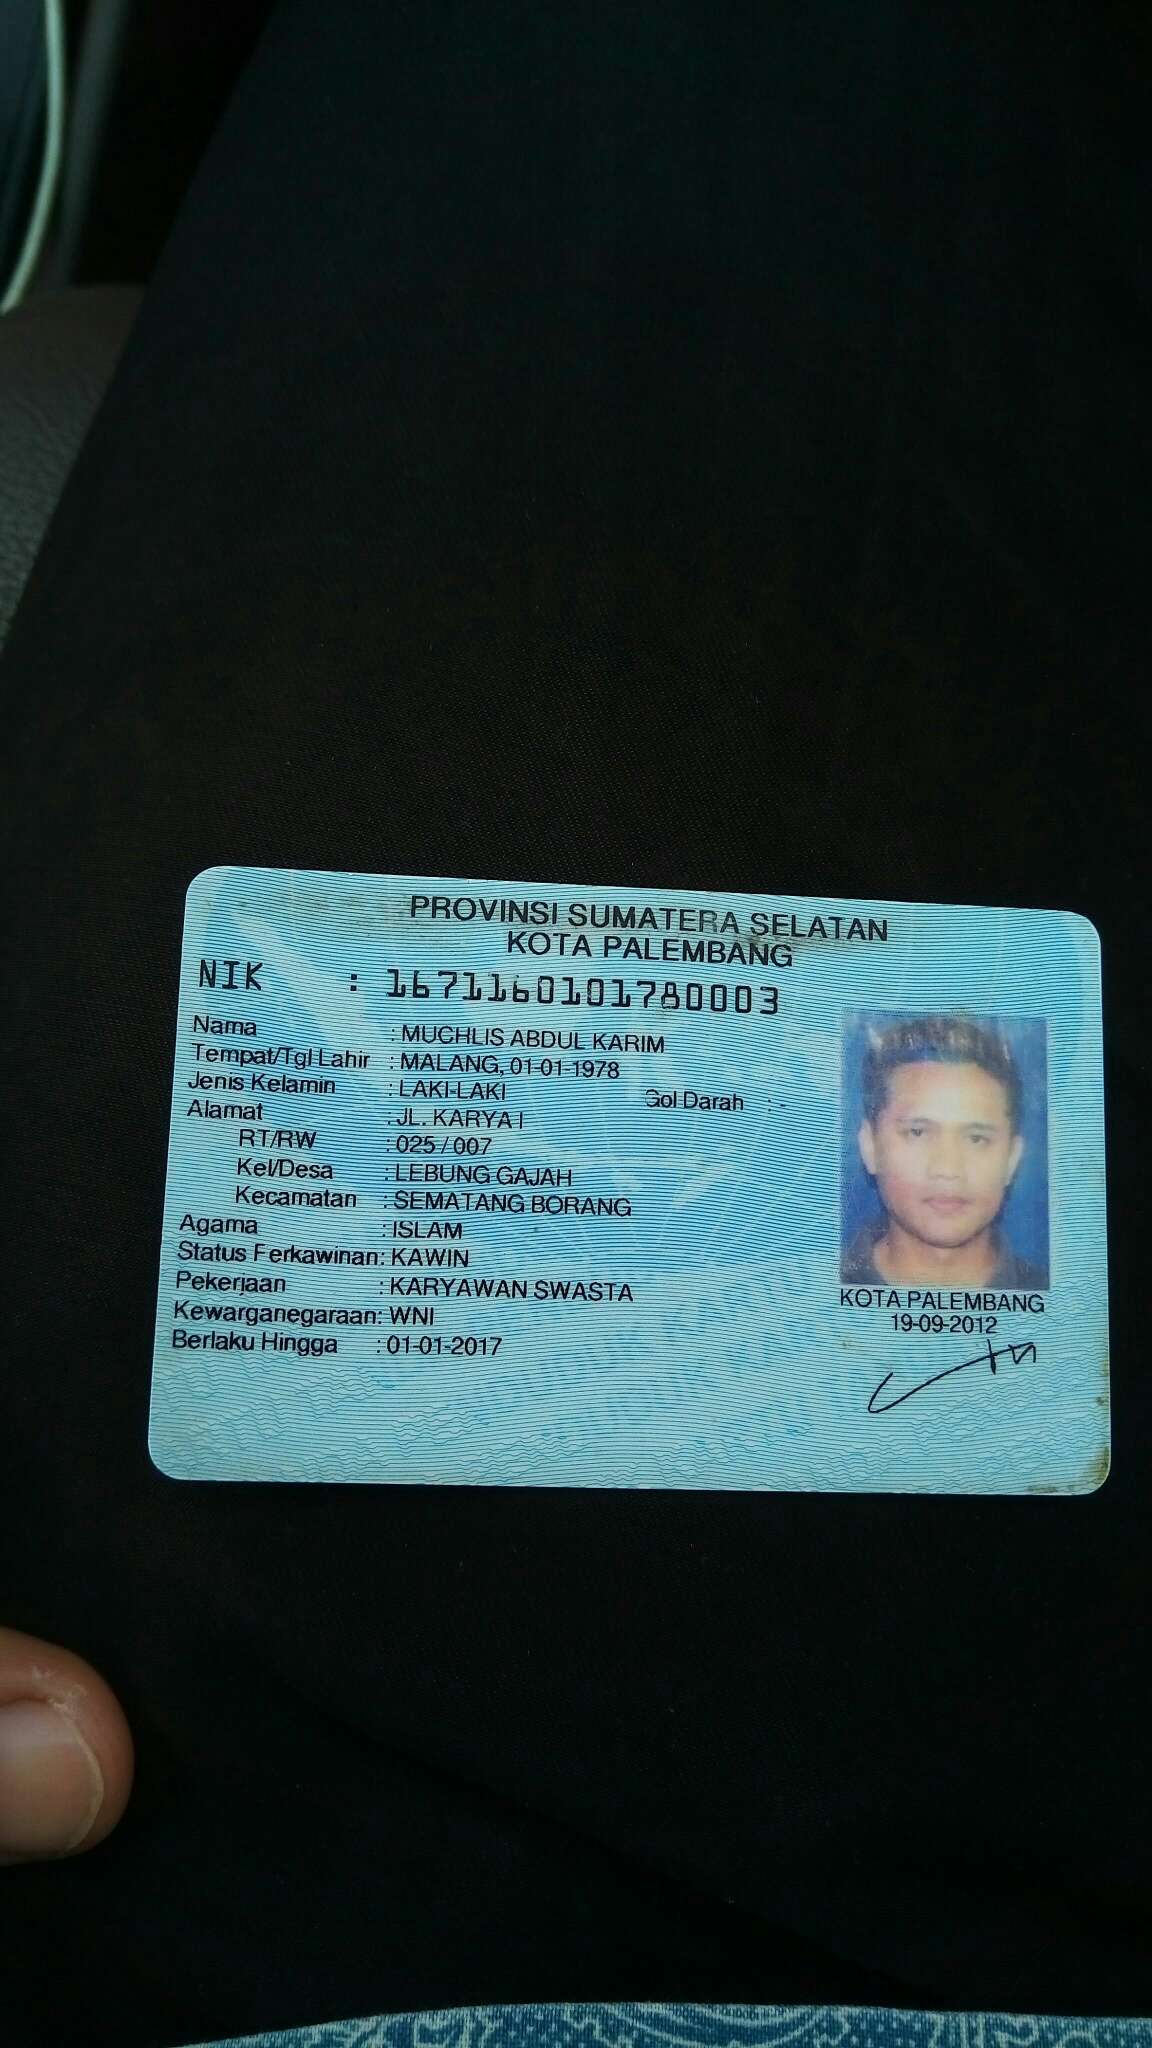 PROVINSI SUMATERA SELATAN
KOTA PALEMBANG
NIK : 1671160101780003
Nama : MUCHLIS ABDUL KARIM
Tempat/Tgl Lahir : MALANG, 01-01-1978
Jenis Kelamin : LAKI-LAKI Gol Darah : -
Alamat : JL. KARYA I
RT/RW : 025 / 007
Kel/Desa : LEBUNG GAJAH
Kecamatan : SEMATANG BORANG
Agama : ISLAM
Status Perkawinan: KAWIN
Pekerjaan : KARYAWAN SWASTA
Kewarganegaraan: WNI
Berlaku Hingga : 01-01-2017
KOTA PALEMBANG
19-09-2012